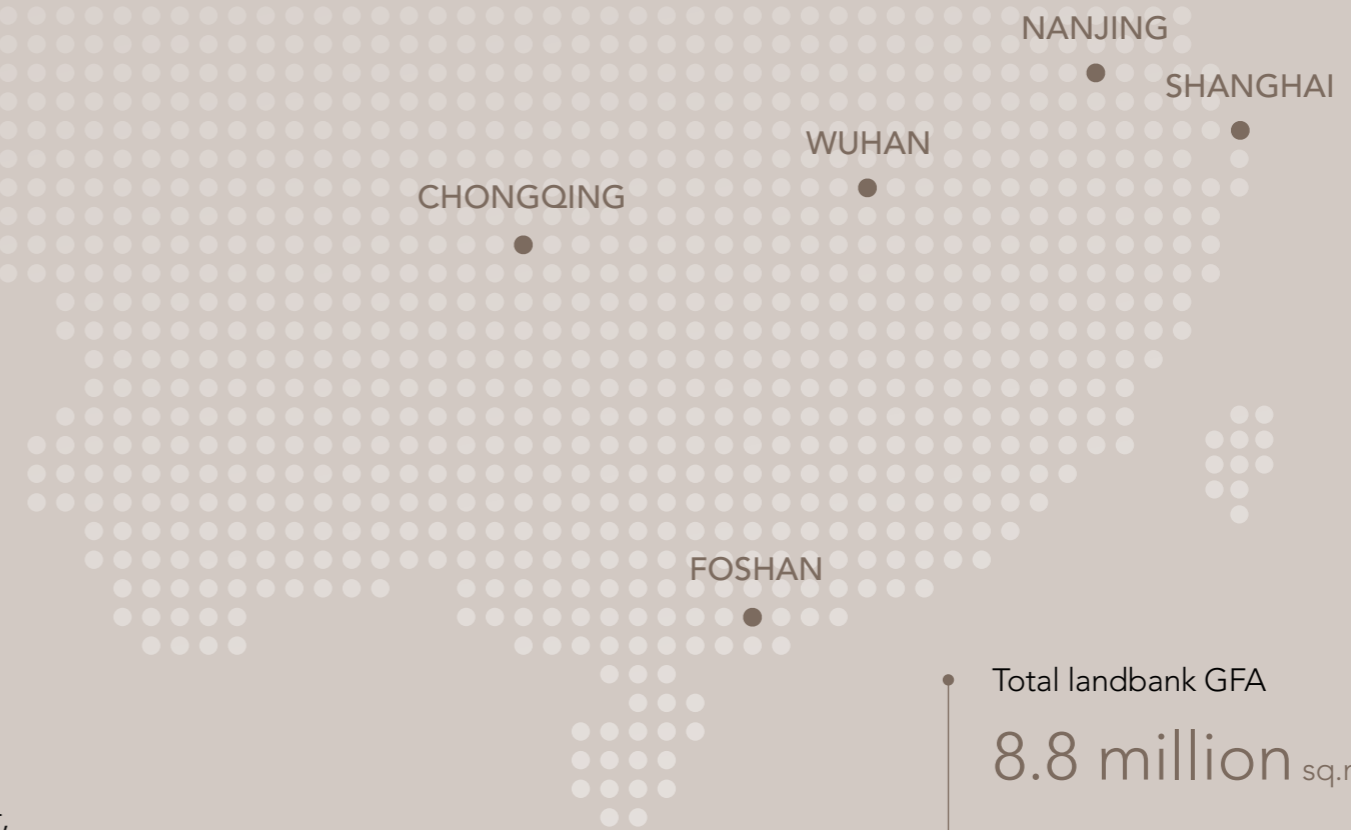 NANJING
SHANGHAI
WUHAN
CHONGQING
FOSHAN
Total landbank GFA
8.8 million